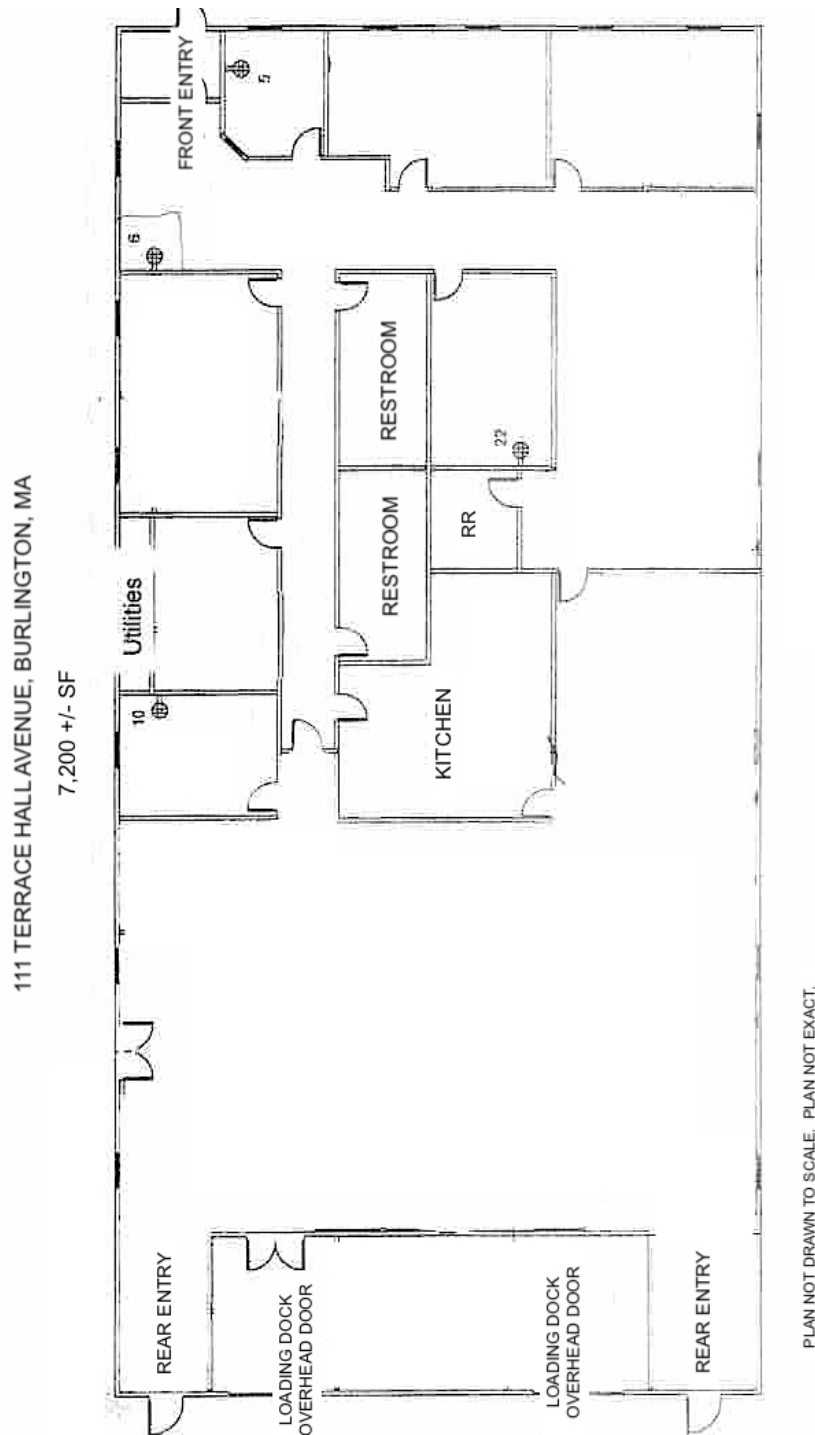 111 TERRACE HALL AVENUE, BURLINGTON, MA
7,200 +/- SF
FRONT ENTRY
5
6
RESTROOM
22
RESTROOM
RR
Utilities
10
KITCHEN
REAR ENTRY
LOADING DOCK
OVERHEAD DOOR
LOADING DOCK
OVERHEAD DOOR
REAR ENTRY
PLAN NOT DRAWN TO SCALE. PLAN NOT EXACT.